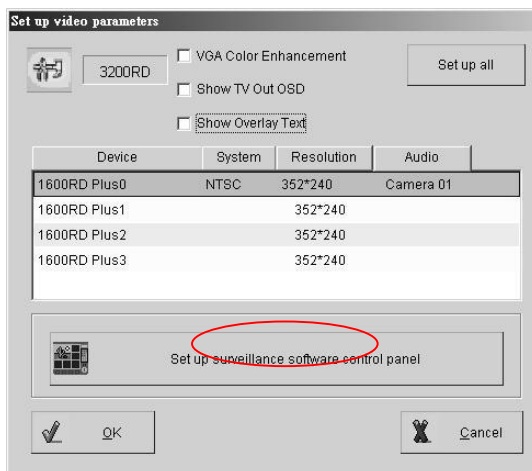 Set up video parameters
3200RD
VGA Color Enhancement
Show TV Out OSD
Show Overlay Text
Set up all
Device System Resolution Audio
1600RD Plus0 NTSC 352*240 Camera 01
1600RD Plus1 352*240
1600RD Plus2 352*240
1600RD Plus3 352*240
Set up surveillance software control panel
OK
Cancel